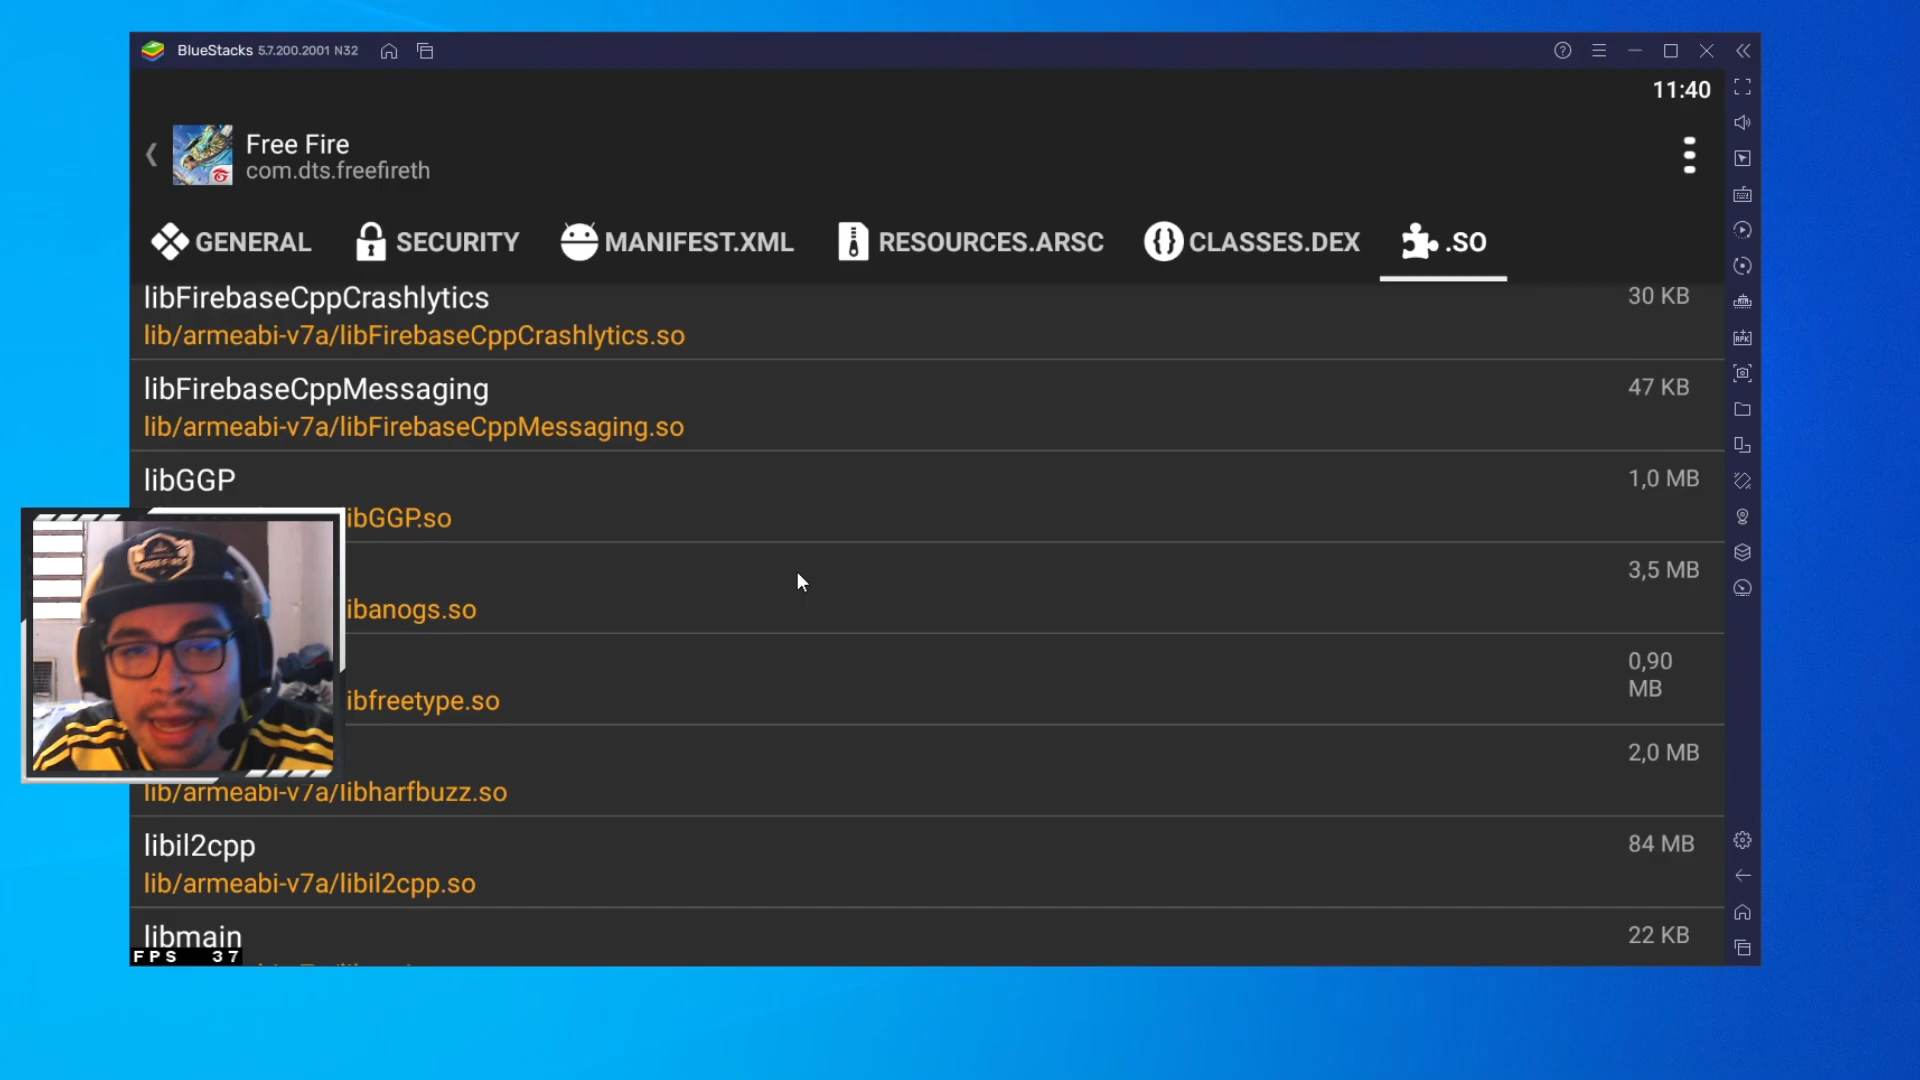 BlueStacks 5.7.200.2001 N32
11:40
Free Fire
com.dts.freefireth
GENERAL SECURITY MANIFEST.XML RESOURCES.ARSC CLASSES.DEX .SO
libFirebaseCppCrashlytics 30 KB
lib/armeabi-v7a/libFirebaseCppCrashlytics.so
libFirebaseCppMessaging 47 KB
lib/armeabi-v7a/libFirebaseCppMessaging.so
libGGP 1,0 MB
ibGGP.so
3,5 MB
ibanogs.so
0,90
MB
ibfreetype.so
2,0 MB
lib/armeabi-v7a/libharfbuzz.so
libil2cpp 84 MB
lib/armeabi-v7a/libil2cpp.so
libmain 22 KB
FPS 37
FREE FIRE
APK